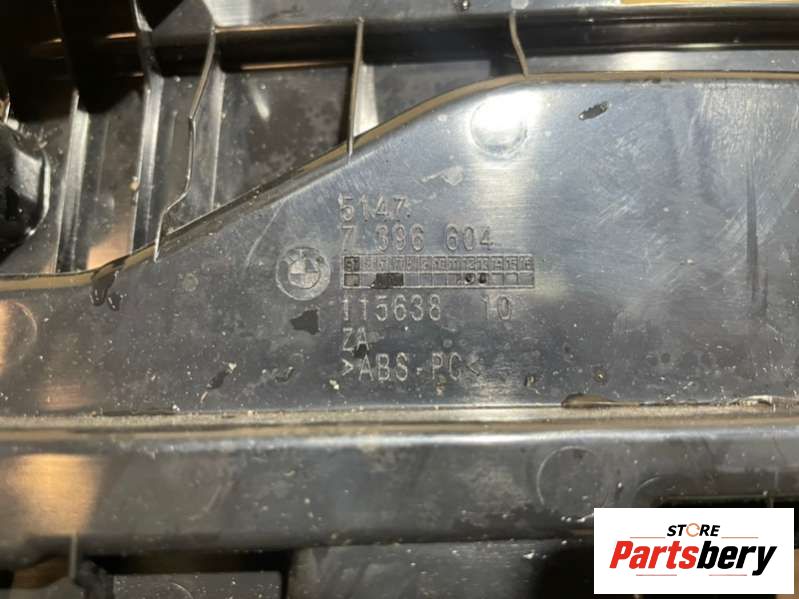 5147
7 396 604
115638 10
ZA
>ABS-PC<
STORE
Partsbery